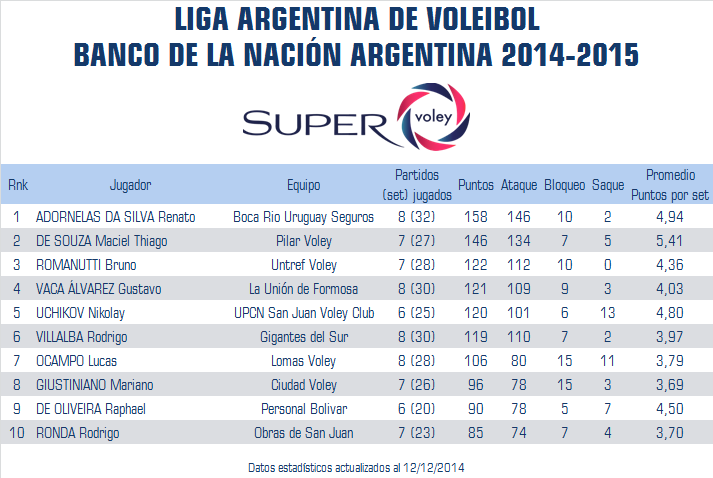 LIGA ARGENTINA DE VOLEIBOL
BANCO DE LA NACIÓN ARGENTINA 2014-2015
SUPER voley
Rnk Jugador Equipo Partidos (set) jugados Puntos Ataque Bloqueo Saque Promedio Puntos por set
1 ADORNELAS DA SILVA Renato Boca Rio Uruguay Seguros 8 (32) 158 146 10 2 4,94
2 DE SOUZA Maciel Thiago Pilar Voley 7 (27) 146 134 7 5 5,41
3 ROMANUTTI Bruno Untref Voley 7 (28) 122 112 10 0 4,36
4 VACA ÁLVAREZ Gustavo La Unión de Formosa 8 (30) 121 109 9 3 4,03
5 UCHIKOV Nikolay UPCN San Juan Voley Club 6 (25) 120 101 6 13 4,80
6 VILLALBA Rodrigo Gigantes del Sur 8 (30) 119 110 7 2 3,97
7 OCAMPO Lucas Lomas Voley 8 (28) 106 80 15 11 3,79
8 GIUSTINIANO Mariano Ciudad Voley 7 (26) 96 78 15 3 3,69
9 DE OLIVEIRA Raphael Personal Bolivar 6 (20) 90 78 5 7 4,50
10 RONDA Rodrigo Obras de San Juan 7 (23) 85 74 7 4 3,70
Datos estadísticos actualizados al 12/12/2014